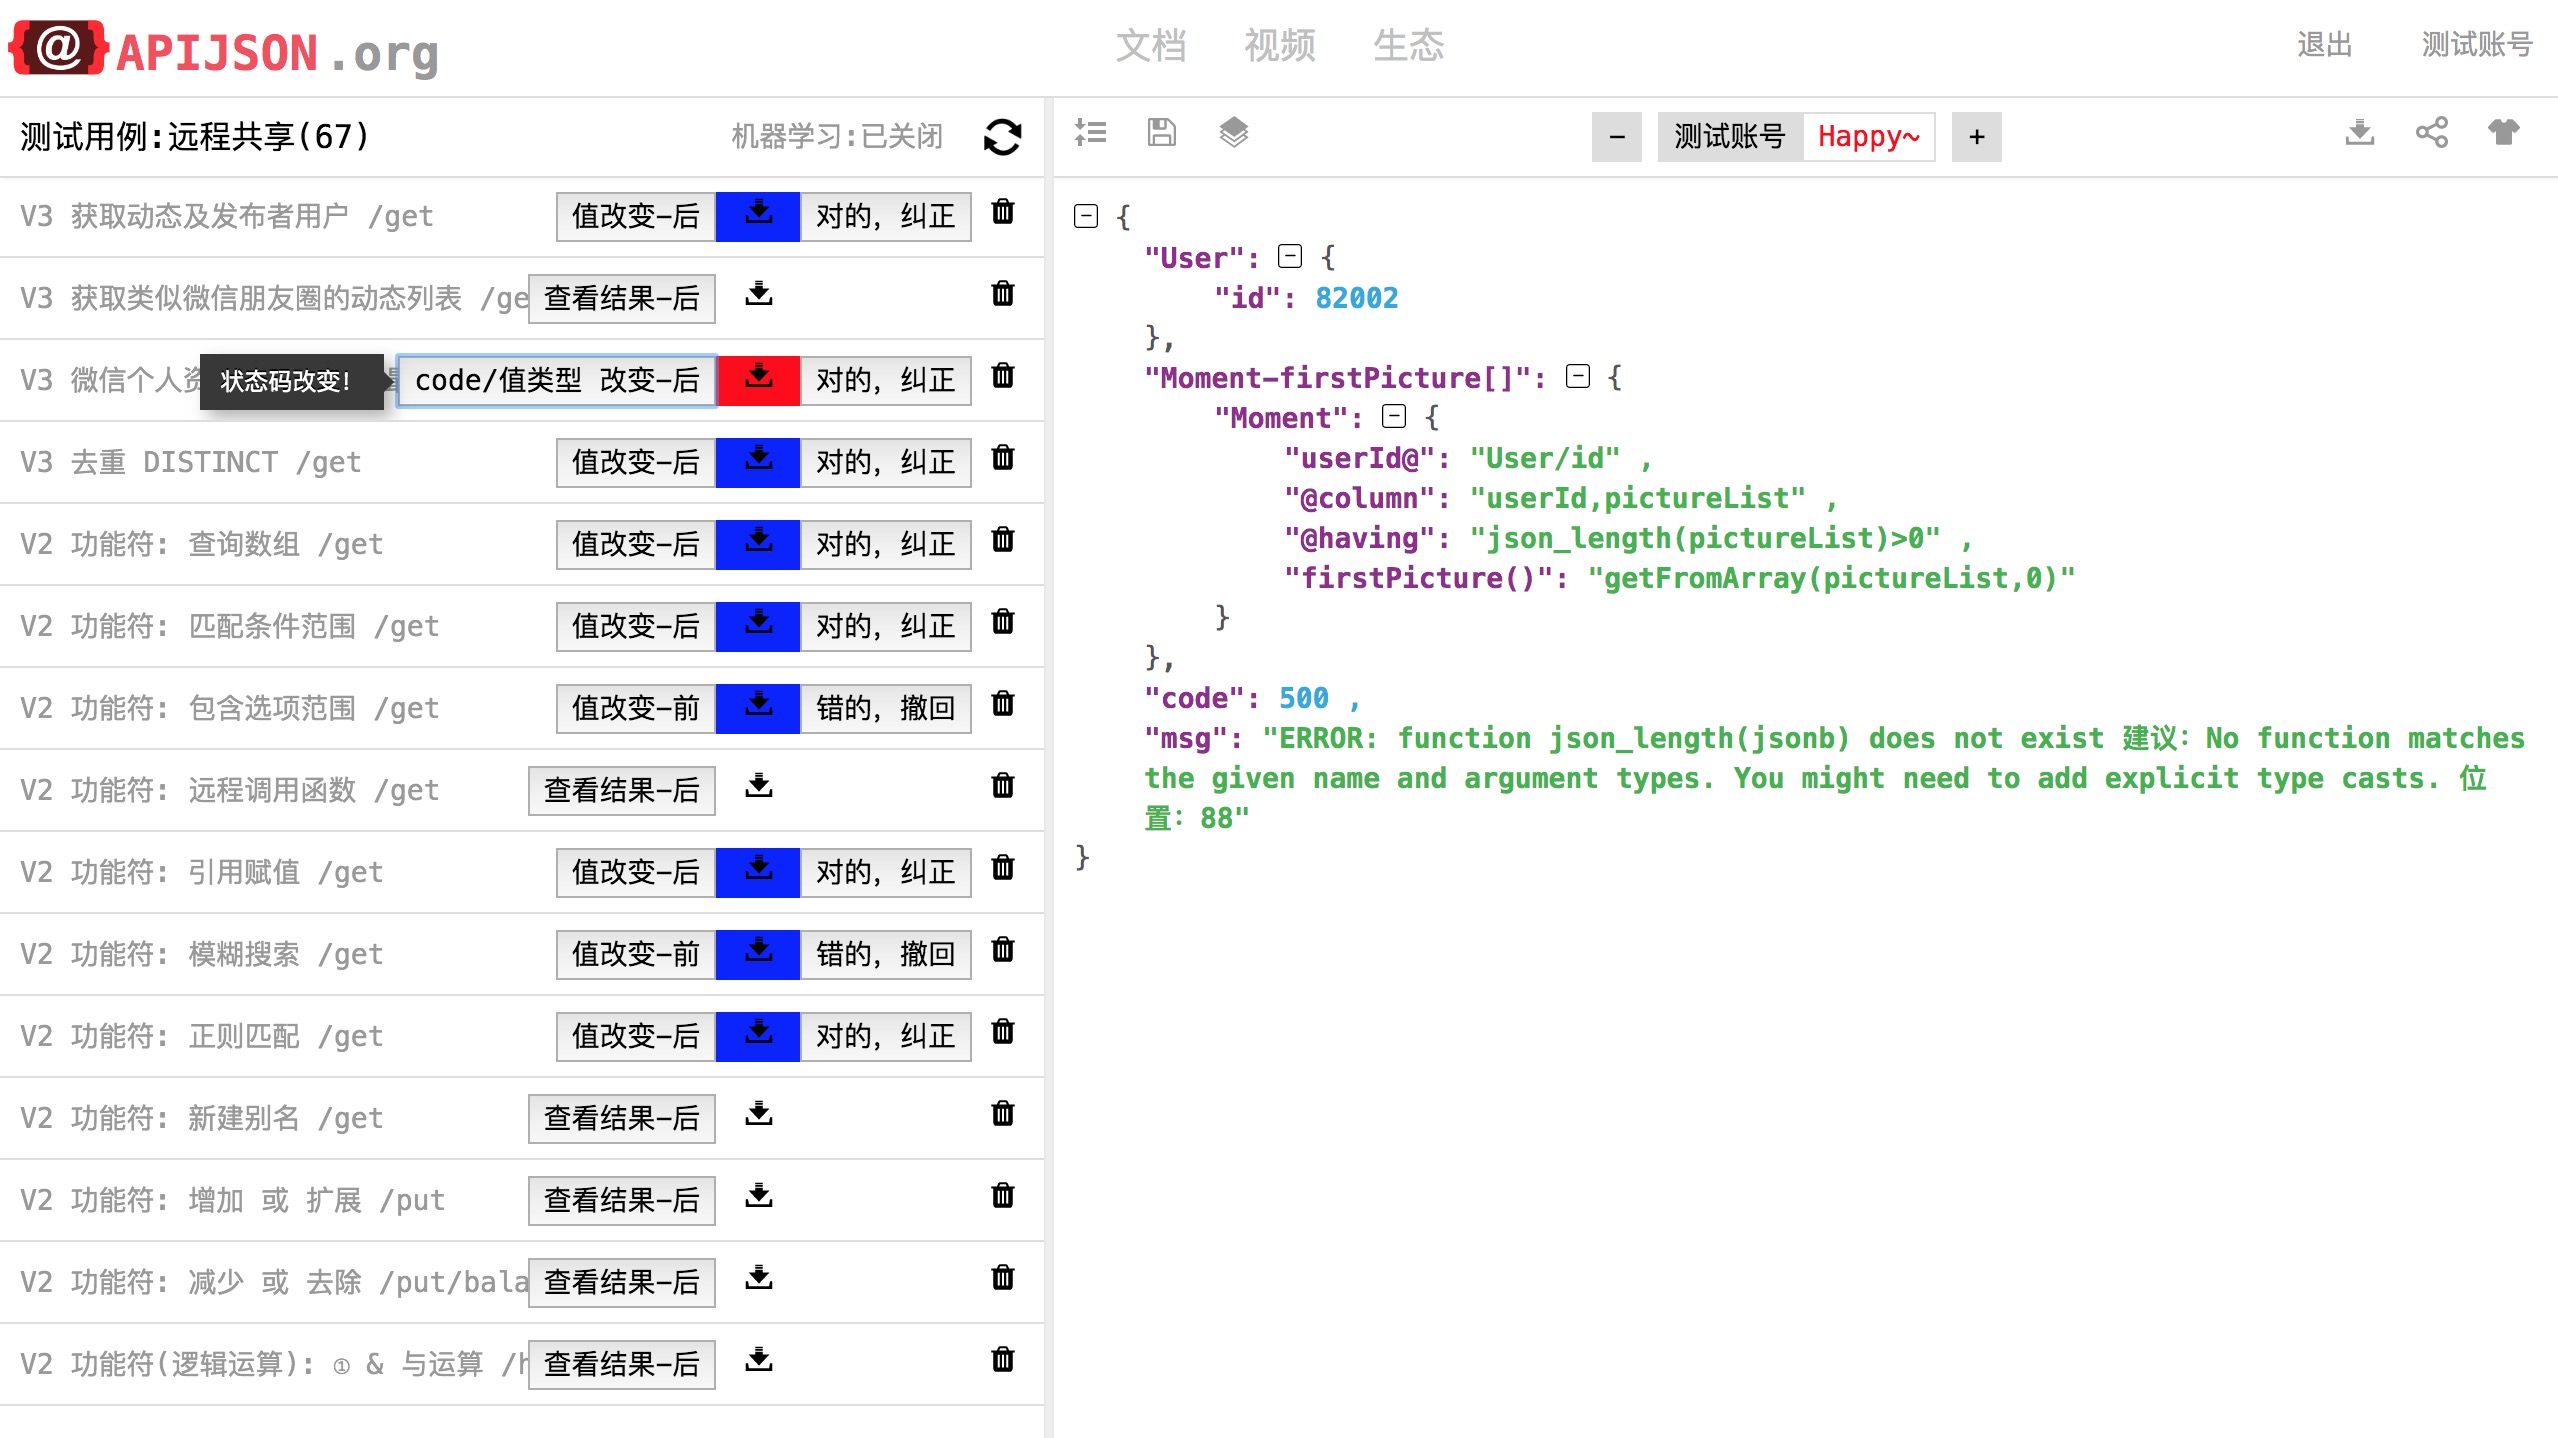 {@} APIJSON.org
文档 视频 生态
退出 测试账号
测试用例:远程共享(67) 机器学习:已关闭
- 测试账号 Happy~ +
V3 获取动态及发布者用户 /get 值改变-后 对的，纠正
V3 获取类似微信朋友圈的动态列表 /ge 查看结果-后
V3 微信个人资 状态码改变! code/值类型 改变-后 对的，纠正
V3 去重 DISTINCT /get 值改变-后 对的，纠正
V2 功能符: 查询数组 /get 值改变-后 对的，纠正
V2 功能符: 匹配条件范围 /get 值改变-后 对的，纠正
V2 功能符: 包含选项范围 /get 值改变-前 错的，撤回
V2 功能符: 远程调用函数 /get 查看结果-后
V2 功能符: 引用赋值 /get 值改变-后 对的，纠正
V2 功能符: 模糊搜索 /get 值改变-前 错的，撤回
V2 功能符: 正则匹配 /get 值改变-后 对的，纠正
V2 功能符: 新建别名 /get 查看结果-后
V2 功能符: 增加 或 扩展 /put 查看结果-后
V2 功能符: 减少 或 去除 /put/bala 查看结果-后
V2 功能符(逻辑运算): ① & 与运算 /h 查看结果-后
{
"User": {
"id": 82002
},
"Moment-firstPicture[]": {
"Moment": {
"userId@": "User/id" ,
"@column": "userId,pictureList" ,
"@having": "json_length(pictureList)>0" ,
"firstPicture()": "getFromArray(pictureList,0)"
}
},
"code": 500 ,
"msg": "ERROR: function json_length(jsonb) does not exist 建议：No function matches
the given name and argument types. You might need to add explicit type casts. 位
置：88"
}